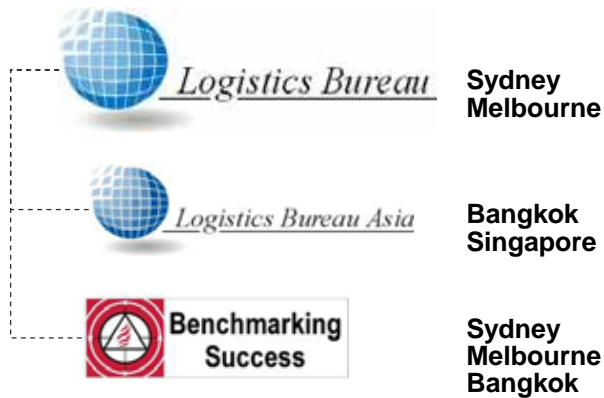 Logistics Bureau
Sydney
Melbourne
Logistics Bureau Asia
Bangkok
Singapore
Benchmarking
Success
Sydney
Melbourne
Bangkok